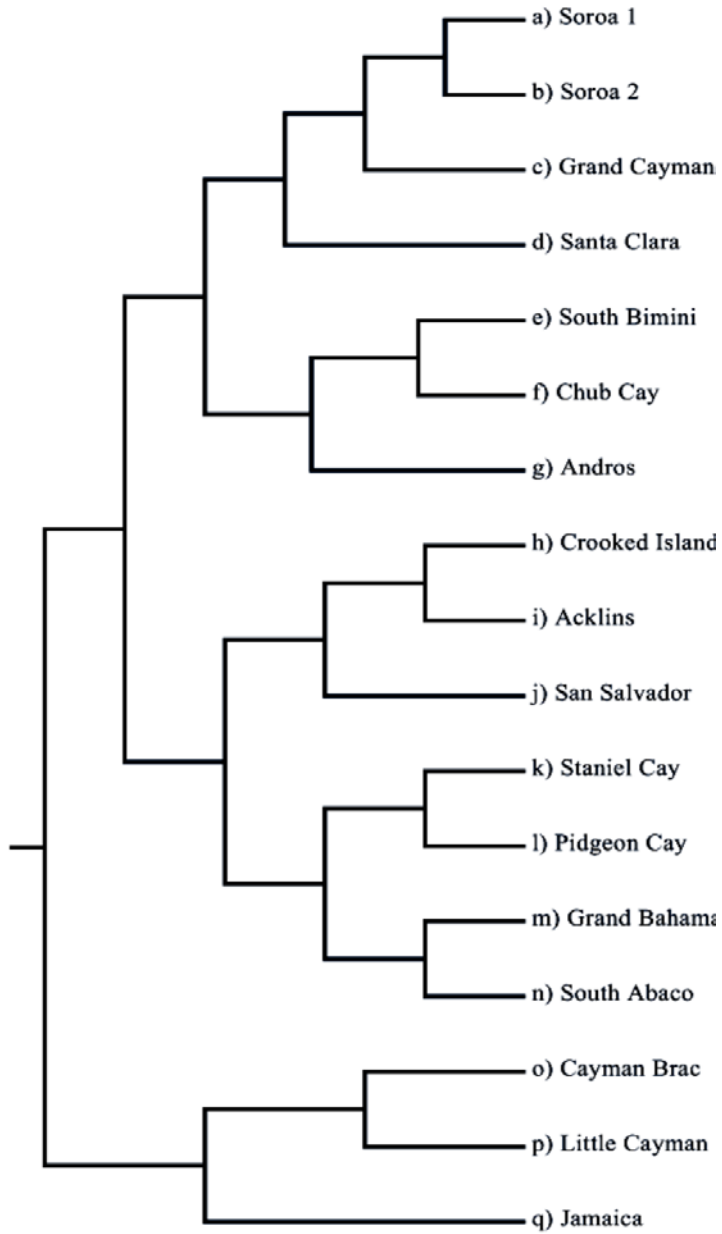 a) Soroa 1
b) Soroa 2
c) Grand Cayman
d) Santa Clara
e) South Bimini
f) Chub Cay
g) Andros
h) Crooked Island
i) Acklins
j) San Salvador
k) Staniel Cay
l) Pidgeon Cay
m) Grand Bahama
n) South Abaco
o) Cayman Brac
p) Little Cayman
q) Jamaica